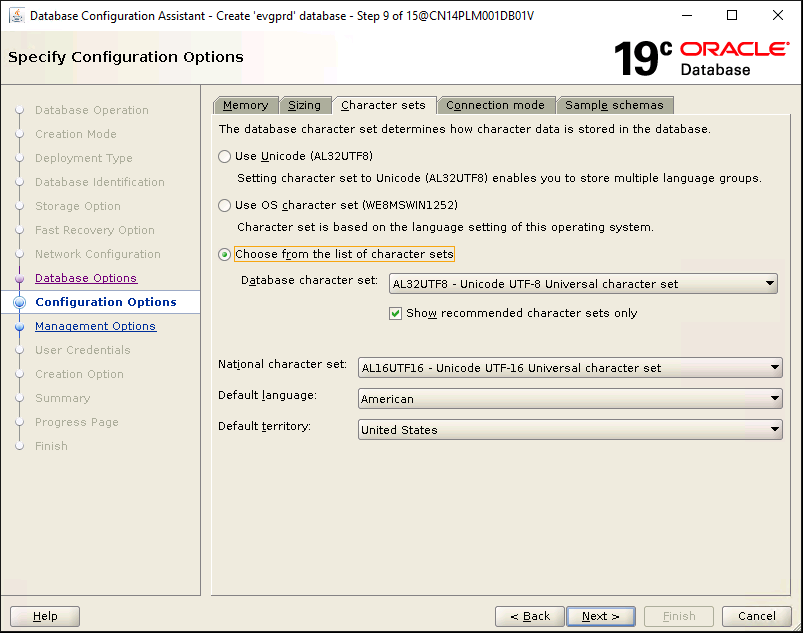 Database Configuration Assistant - Create 'evgprd' database - Step 9 of 15@CN14PLM001DB01V
Specify Configuration Options
19c ORACLE Database
Database Operation
Creation Mode
Deployment Type
Database Identification
Storage Option
Fast Recovery Option
Network Configuration
Database Options
Configuration Options
Management Options
User Credentials
Creation Option
Summary
Progress Page
Finish
Memory Sizing Character sets Connection mode Sample schemas
The database character set determines how character data is stored in the database.
Use Unicode (AL32UTF8)
Setting character set to Unicode (AL32UTF8) enables you to store multiple language groups.
Use OS character set (WE8MSWIN1252)
Character set is based on the language setting of this operating system.
Choose from the list of character sets
Database character set: AL32UTF8 - Unicode UTF-8 Universal character set
Show recommended character sets only
National character set: AL16UTF16 - Unicode UTF-16 Universal character set
Default language: American
Default territory: United States
Help < Back Next > Finish Cancel